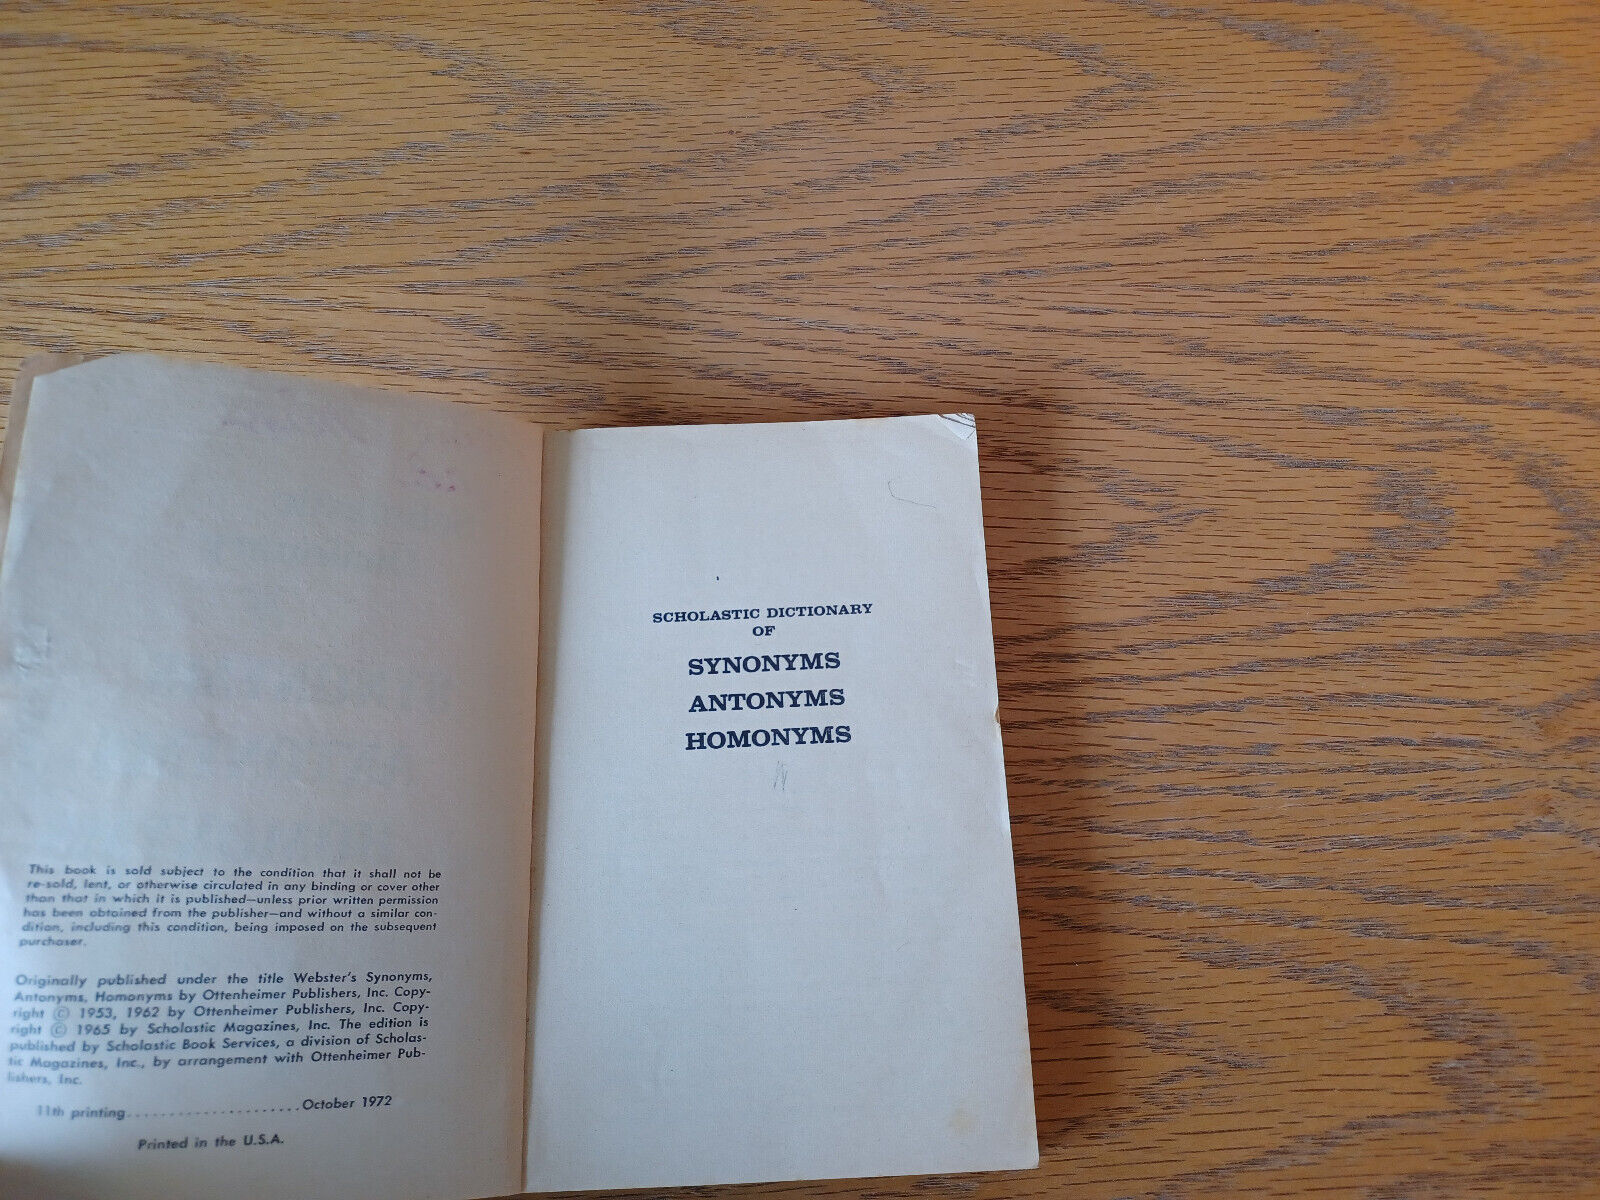 This book is sold subject to the condition that it shall not be
re-sold, lent, or otherwise circulated in any binding or cover other
than that in which it is published—unless prior written permission
has been obtained from the publisher—and without a similar con-
dition, including this condition, being imposed on the subsequent
purchaser.
Originally published under the title Webster's Synonyms,
Antonyms, Homonyms by Ottenheimer Publishers, Inc. Copy-
right © 1953, 1962 by Ottenheimer Publishers, Inc. Copy-
right © 1965 by Scholastic Magazines, Inc. The edition is
published by Scholastic Book Services, a division of Scholas-
tic Magazines, Inc., by arrangement with Ottenheimer Pub-
lishers, Inc.
11th printing......................October 1972
Printed in the U.S.A.
SCHOLASTIC DICTIONARY
OF
SYNONYMS
ANTONYMS
HOMONYMS